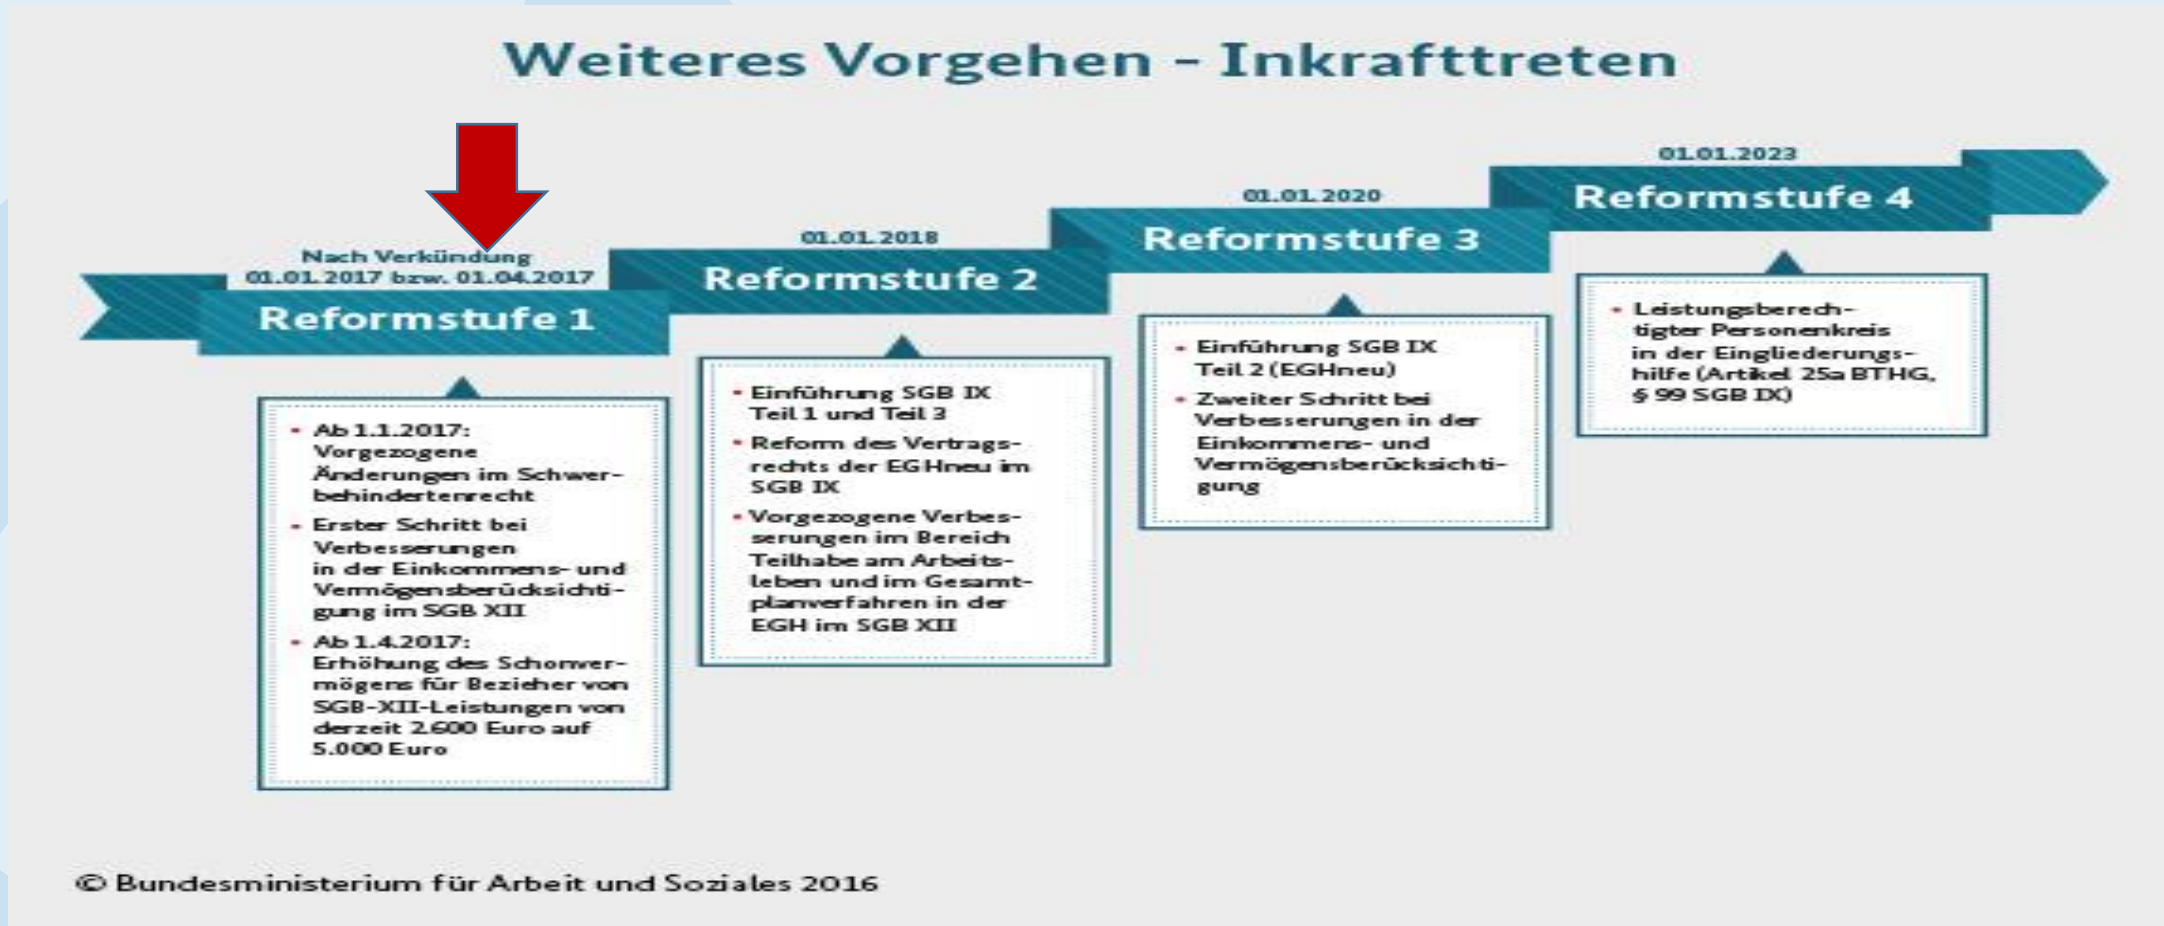 Weiteres Vorgehen - Inkrafttreten
Nach Verkündung
01.01.2017 bzw. 01.04.2017
Reformstufe 1
• Ab 1.1.2017:
Vorgezogene
Änderungen im Schwer-
behindertenrecht
• Erster Schritt bei
Verbesserungen
in der Einkommens- und
Vermögensberücksichti-
gung im SGB XII
• Ab 1.4.2017:
Erhöhung des Schonver-
mögens für Bezieher von
SGB-XII-Leistungen von
derzeit 2.600 Euro auf
5.000 Euro
01.01.2018
Reformstufe 2
• Einführung SGB IX
Teil 1 und Teil 3
• Reform des Vertrags-
rechts der EGHneu im
SGB IX
• Vorgezogene Verbes-
serungen im Bereich
Teilhabe am Arbeits-
leben und im Gesamt-
planverfahren in der
EGH im SGB XII
01.01.2020
Reformstufe 3
• Einführung SGB IX
Teil 2 (EGHneu)
• Zweiter Schritt bei
Verbesserungen in der
Einkommens- und
Vermögensberücksichti-
gung
01.01.2023
Reformstufe 4
• Leistungsberech-
tigter Personenkreis
in der Eingliederungs-
hilfe (Artikel 25a BTHG,
§ 99 SGB IX)
© Bundesministerium für Arbeit und Soziales 2016